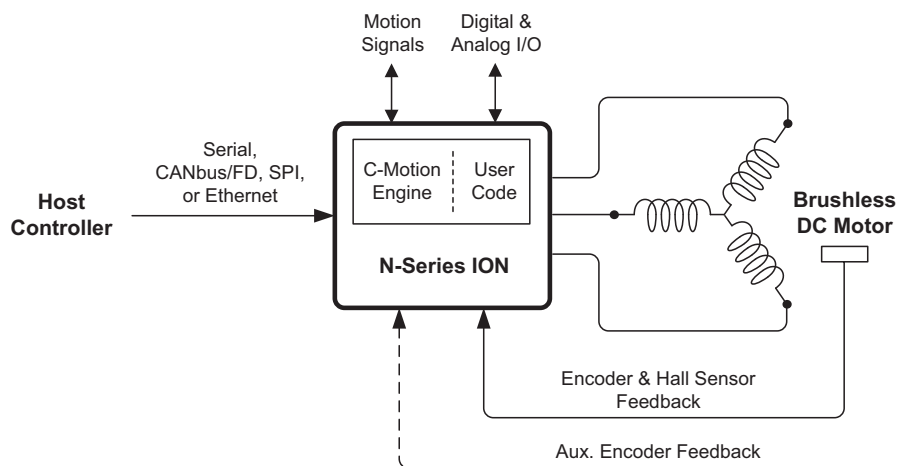 Motion
Signals
Digital &
Analog I/O
Serial,
CANbus/FD, SPI,
or Ethernet
Host
Controller
C-Motion
Engine
User
Code
N-Series ION
Brushless
DC Motor
Encoder & Hall Sensor
Feedback
Aux. Encoder Feedback